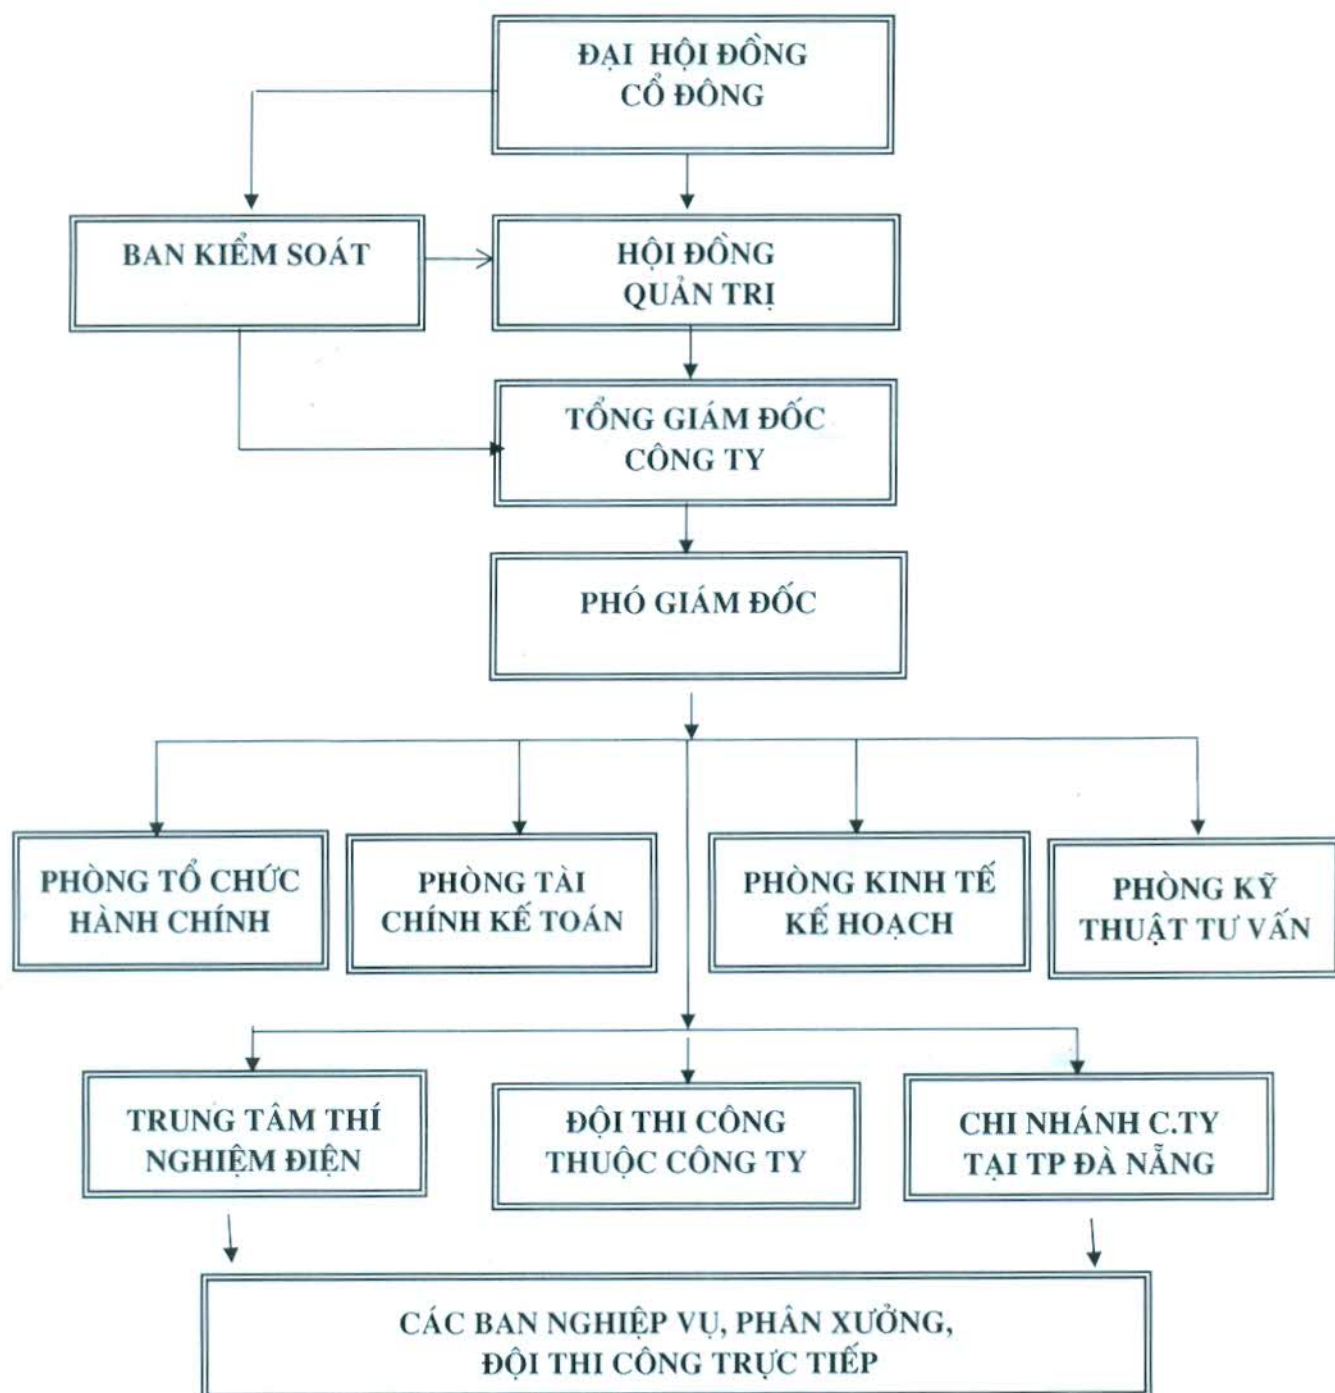 ĐẠI HỘI ĐỒNG
CỔ ĐÔNG
BAN KIỂM SOÁT
HỘI ĐỒNG
QUẢN TRỊ
TỔNG GIÁM ĐỐC
CÔNG TY
PHÓ GIÁM ĐỐC
PHÒNG TỔ CHỨC
HÀNH CHÍNH
PHÒNG TÀI
CHÍNH KẾ TOÁN
PHÒNG KINH TẾ
KẾ HOẠCH
PHÒNG KỸ
THUẬT TƯ VẤN
TRUNG TÂM THÍ
NGHIỆM ĐIỆN
ĐỘI THI CÔNG
THUỘC CÔNG TY
CHI NHÁNH C.TY
TẠI TP ĐÀ NẴNG
CÁC BAN NGHIỆP VỤ, PHÂN XƯỞNG,
ĐỘI THI CÔNG TRỰC TIẾP